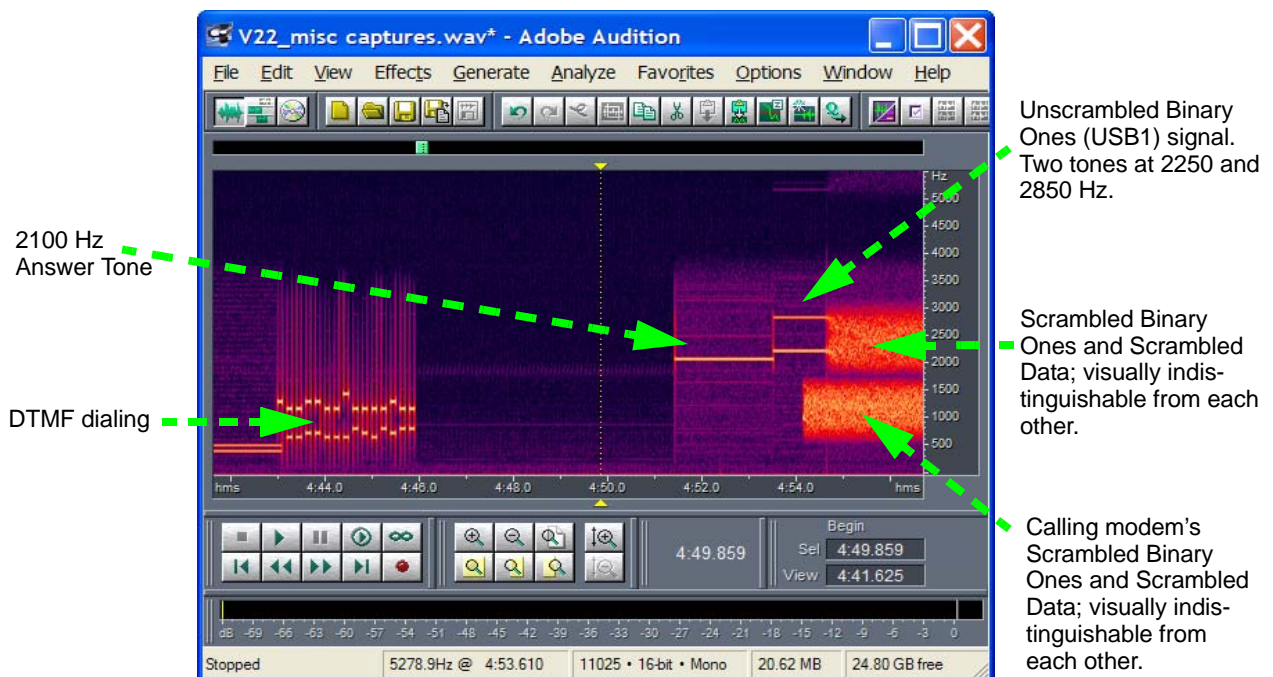 V22_misc captures.wav* - Adobe Audition
File Edit View Effects Generate Analyze Favorites Options Window Help
Unscrambled Binary
Ones (USB1) signal.
Two tones at 2250 and
2850 Hz.
2100 Hz
Answer Tone
Hz
5000
4500
4000
3500
3000
2500
2000
1500
1000
500
Scrambled Binary
Ones and Scrambled
Data; visually indis-
tinguishable from each
other.
DTMF dialing
hms 4:44.0 4:46.0 4:48.0 4:50.0 4:52.0 4:54.0 hms
Calling modem's
Scrambled Binary
Ones and Scrambled
Data; visually indis-
tinguishable from
each other.
4:49.859
Begin
Sel 4:49.859
View 4:41.625
dB -69 -66 -63 -60 -57 -54 -51 -48 -45 -42 -39 -36 -33 -30 -27 -24 -21 -18 -15 -12 -9 -6 -3 0
Stopped 5278.9Hz @ 4:53.610 11025 • 16-bit • Mono 20.62 MB 24.80 GB free